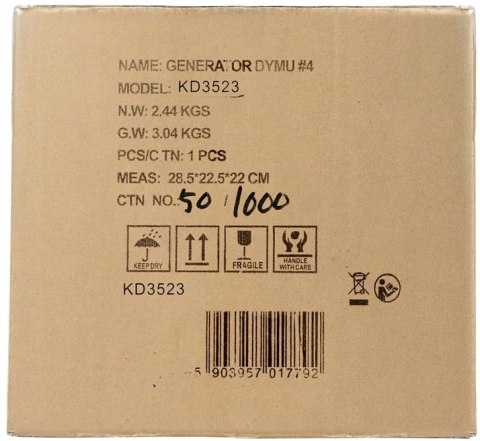 NAME: GENERATOR DYMU #4
MODEL: KD3523
N.W: 2.44 KGS
G.W: 3.04 KGS
PCS/C TN: 1 PCS
MEAS: 28.5*22.5*22 CM
CTN NO.: 50 / 1000
KEEP DRY
FRAGILE
HANDLE
WITH CARE
KD3523
5 903957 017792